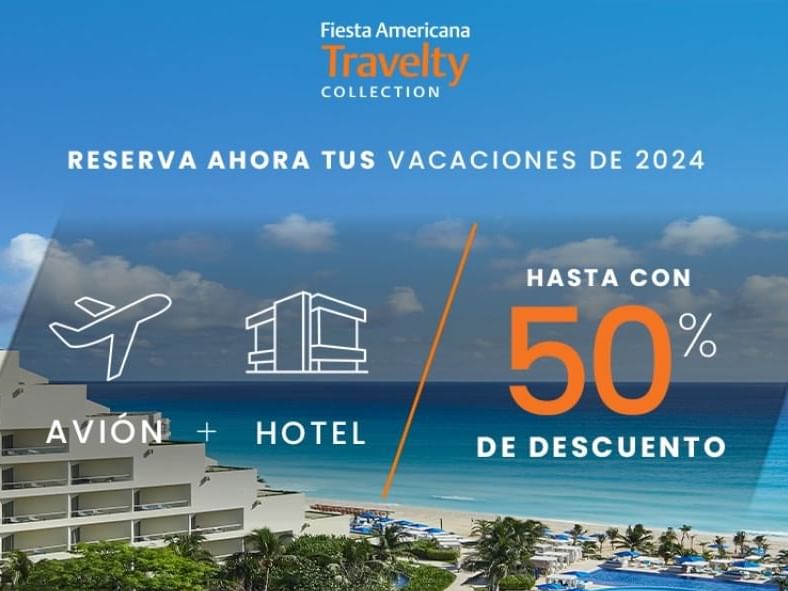 Fiesta Americana
Travelty
COLLECTION
RESERVA AHORA TUS VACACIONES DE 2024
AVIÓN + HOTEL
HASTA CON
50%
DE DESCUENTO